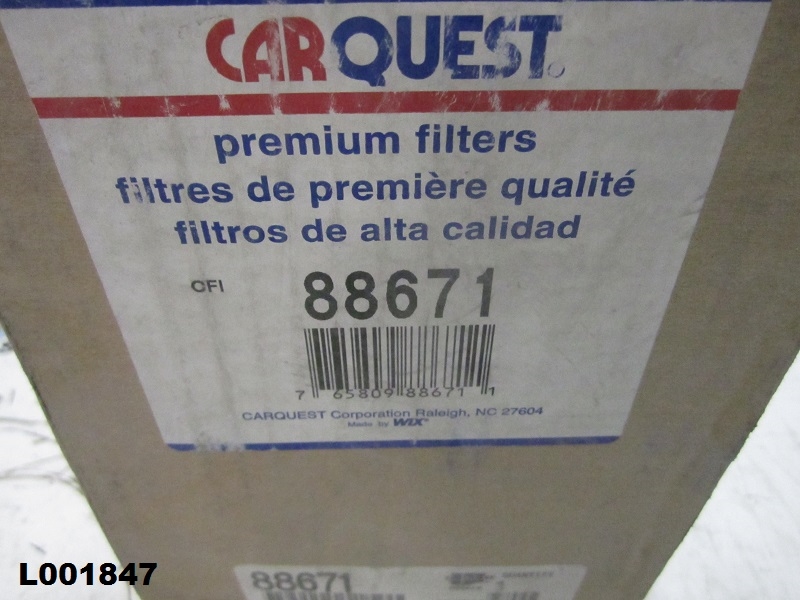 CARQUEST
premium filters
filtres de première qualité
filtros de alta calidad
CFI 88671
7 65809 88671 1
CARQUEST Corporation Raleigh, NC 27604
Made by WIX
88671
L001847